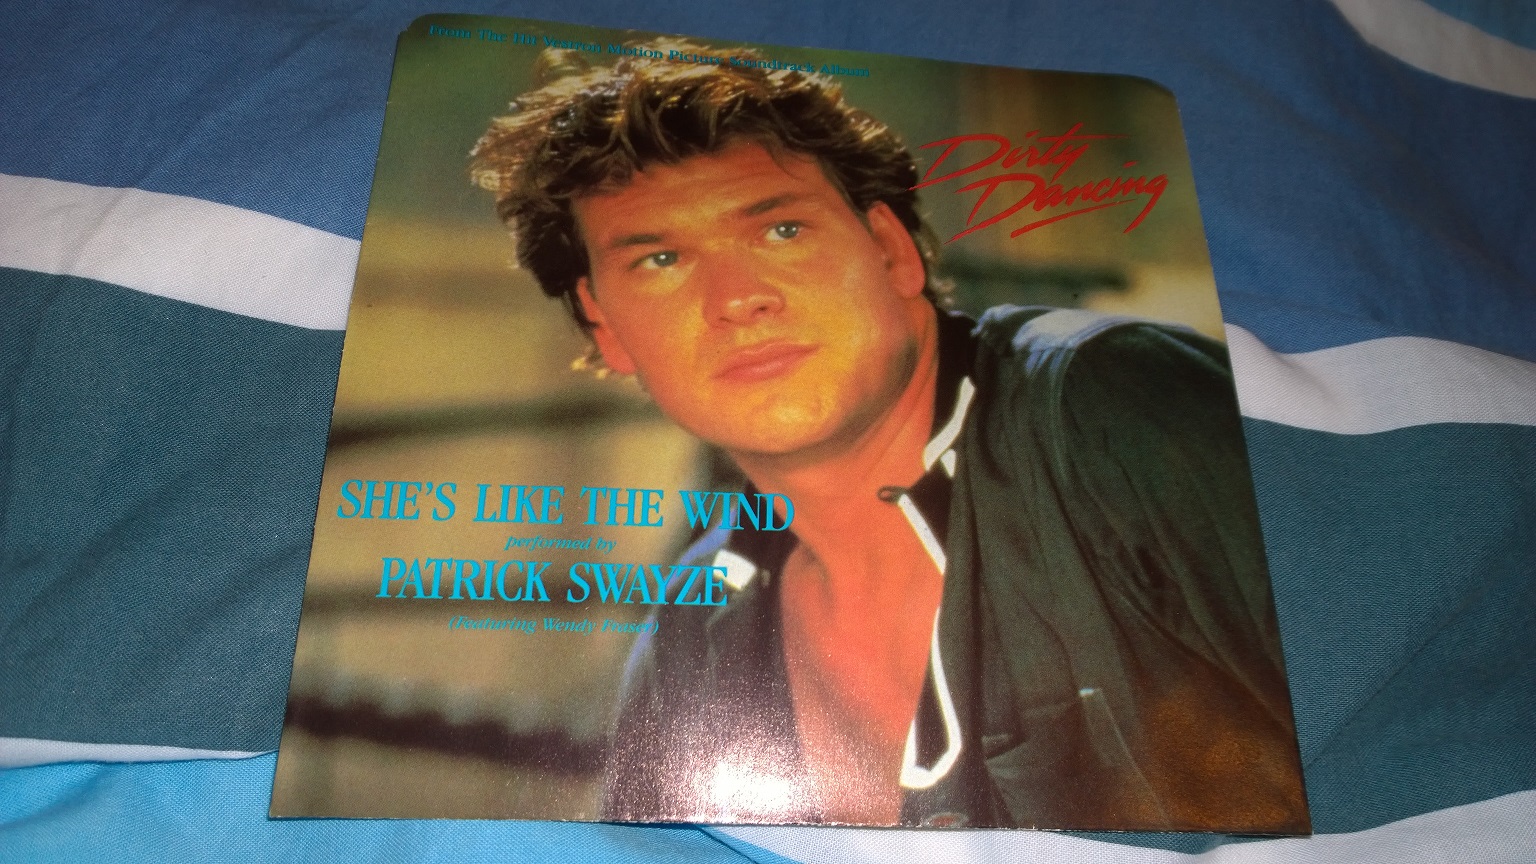 From The Hit Vestron Motion Picture Soundtrack Album
Dirty
Dancing
SHE'S LIKE THE WIND
performed by
PATRICK SWAYZE
(Featuring Wendy Fraser)